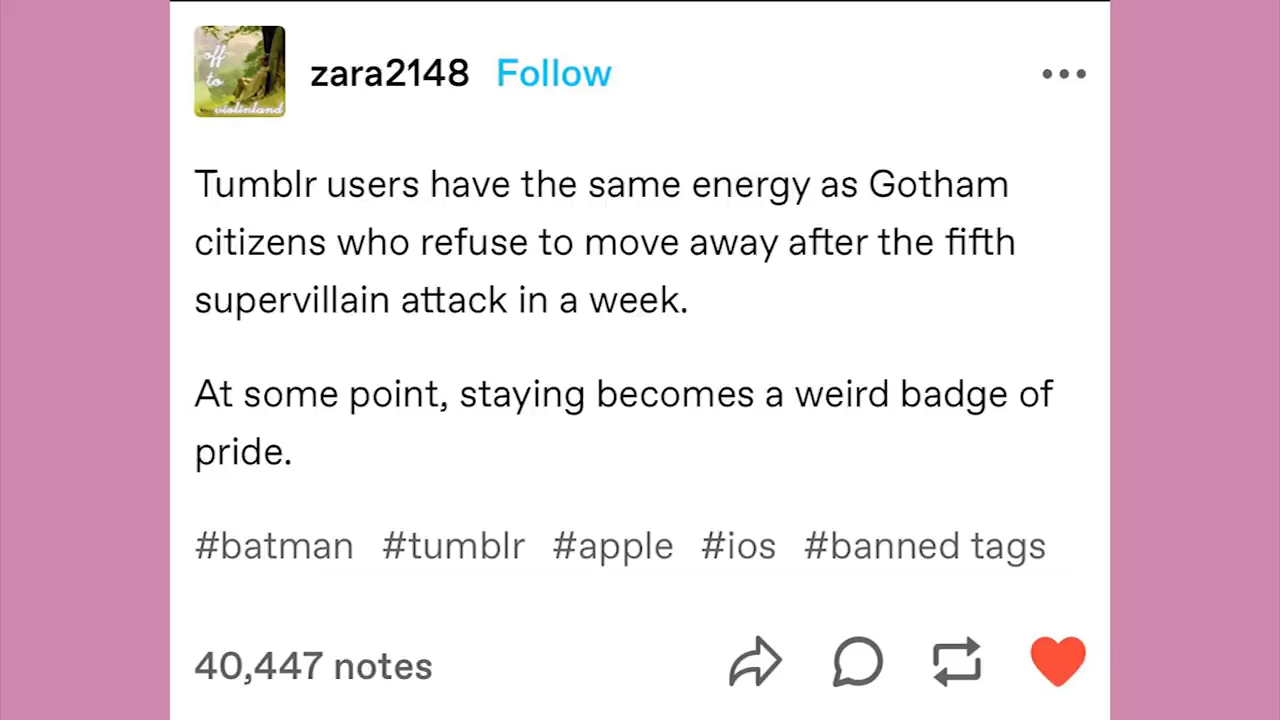 off
to
violinland
zara2148 Follow
Tumblr users have the same energy as Gotham
citizens who refuse to move away after the fifth
supervillain attack in a week.
At some point, staying becomes a weird badge of
pride.
#batman #tumblr #apple #ios #banned tags
40,447 notes